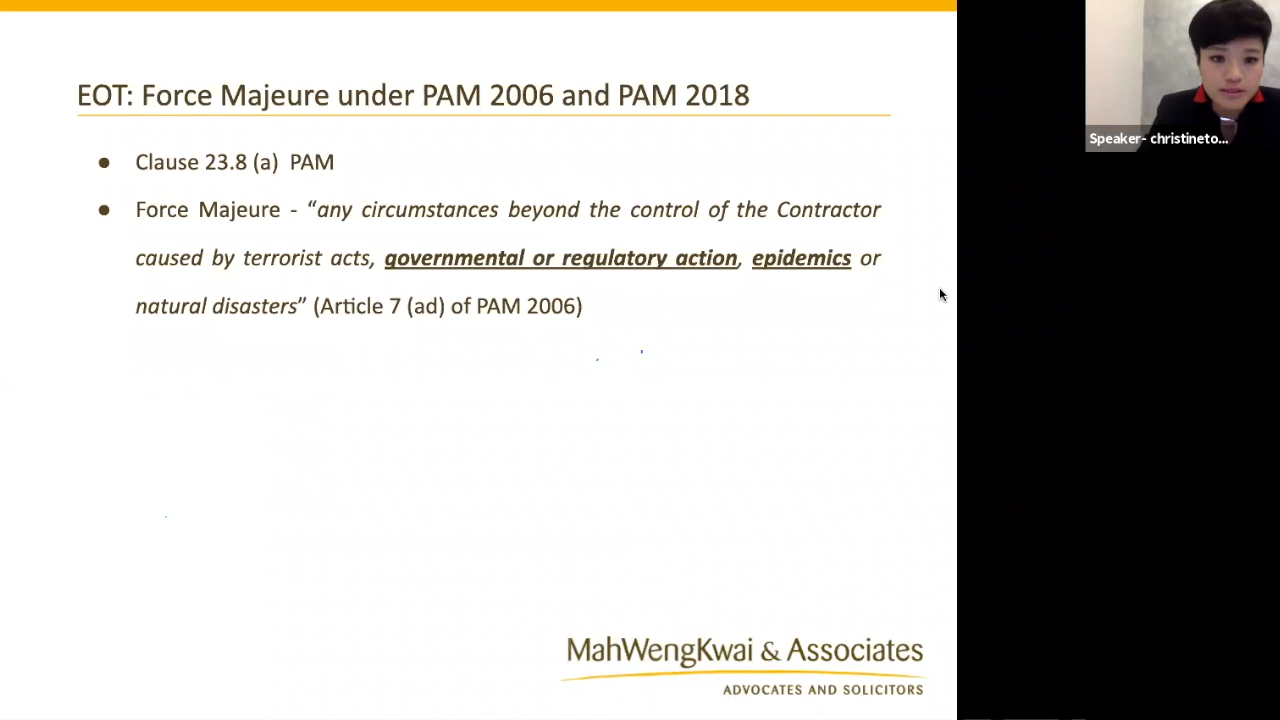 EOT: Force Majeure under PAM 2006 and PAM 2018
● Clause 23.8 (a) PAM
● Force Majeure - “any circumstances beyond the control of the Contractor
caused by terrorist acts, governmental or regulatory action, epidemics or
natural disasters” (Article 7 (ad) of PAM 2006)
MahWengKwai & Associates
ADVOCATES AND SOLICITORS
Speaker- christineto...